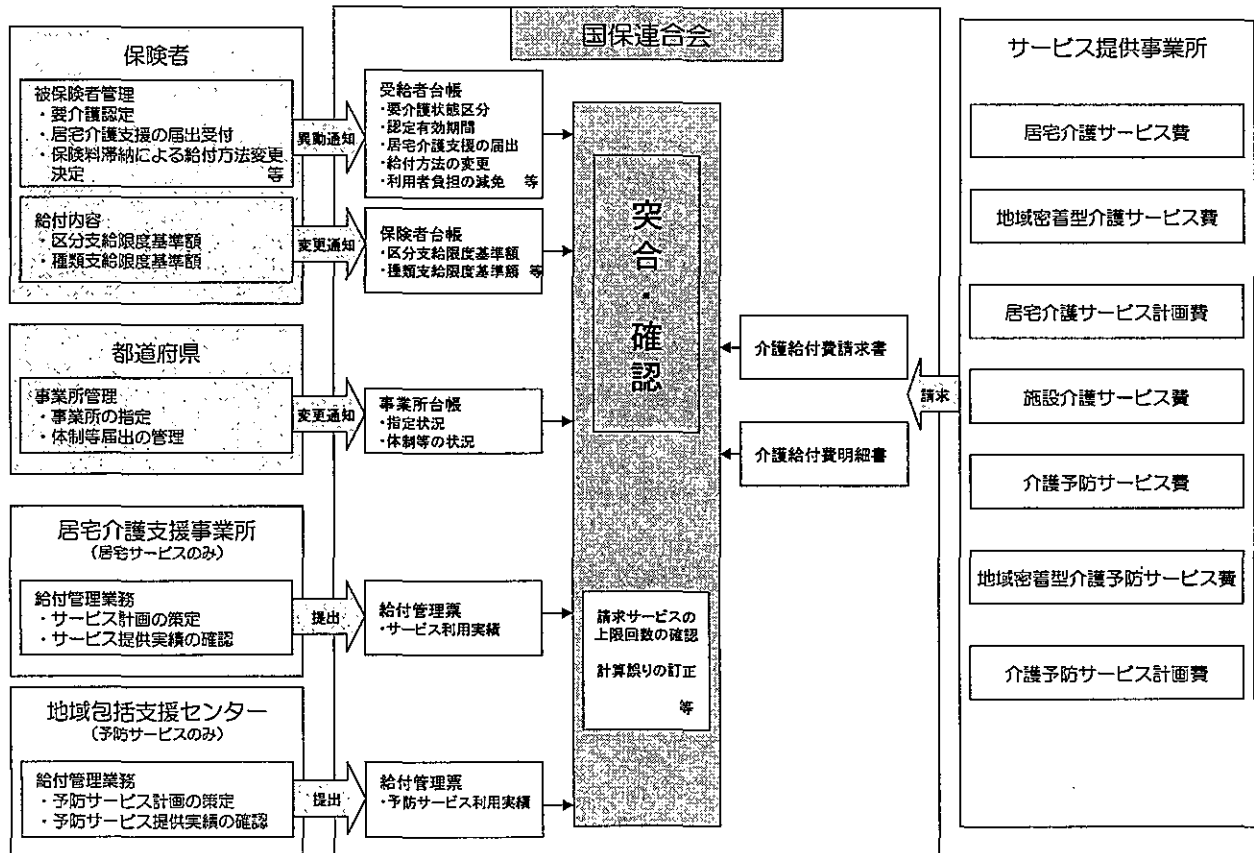 国保連合会
保険者
被保険者管理
・要介護認定
・居宅介護支援の届出受付
・保険料滞納による給付方法変更
決定 等
異動通知
受給者台帳
・要介護状態区分
・認定有効期間
・居宅介護支援の届出
・給付方法の変更
・利用者負担の減免 等
給付内容
・区分支給限度基準額
・種類支給限度基準額
変更通知
保険者台帳
・区分支給限度基準額
・種類支給限度基準額 等
都道府県
事業所管理
・事業所の指定
・体制等届出の管理
変更通知
事業所台帳
・指定状況
・体制等の状況
居宅介護支援事業所
(居宅サービスのみ)
給付管理業務
・サービス計画の策定
・サービス提供実績の確認
提出
給付管理票
・サービス利用実績
地域包括支援センター
(予防サービスのみ)
給付管理業務
・予防サービス計画の策定
・予防サービス提供実績の確認
提出
給付管理票
・予防サービス利用実績
突合・確認
請求サービスの
上限回数の確認
計算誤りの訂正
等
介護給付費請求書
介護給付費明細書
請求
サービス提供事業所
居宅介護サービス費
地域密着型介護サービス費
居宅介護サービス計画費
施設介護サービス費
介護予防サービス費
地域密着型介護予防サービス費
介護予防サービス計画費